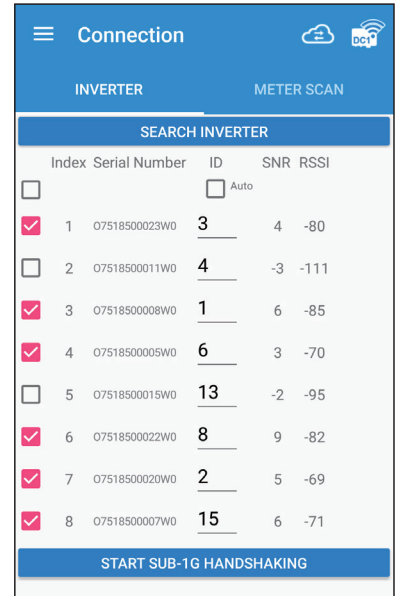 Connection
DC1
INVERTER METER SCAN
SEARCH INVERTER
Index Serial Number ID SNR RSSI
Auto
1 O7518500023W0 3 4 -80
2 O7518500011W0 4 -3 -111
3 O7518500008W0 1 6 -85
4 O7518500005W0 6 3 -70
5 O7518500015W0 13 -2 -95
6 O7518500022W0 8 9 -82
7 O7518500020W0 2 5 -69
8 O7518500007W0 15 6 -71
START SUB-1G HANDSHAKING